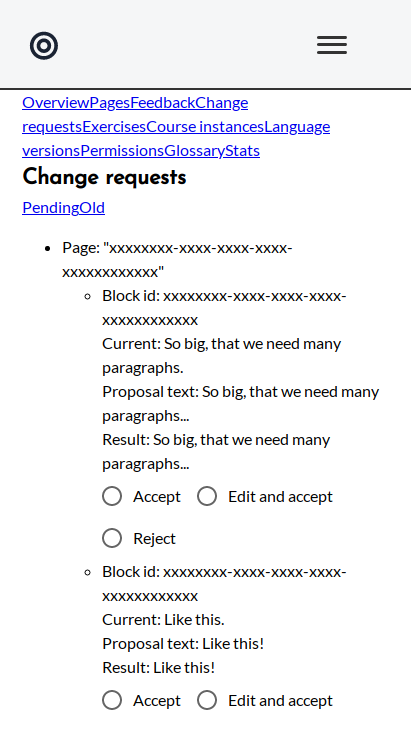 OverviewPagesFeedbackChange
requestsExercisesCourse instancesLanguage
versionsPermissionsGlossaryStats
Change requests
PendingOld
Page: "xxxxxxxx-xxxx-xxxx-xxxx-
xxxxxxxxxxxx"
Block id: xxxxxxxx-xxxx-xxxx-xxxx-
xxxxxxxxxxxx
Current: So big, that we need many
paragraphs.
Proposal text: So big, that we need many
paragraphs...
Result: So big, that we need many
paragraphs...
Accept Edit and accept
Reject
Block id: xxxxxxxx-xxxx-xxxx-xxxx-
xxxxxxxxxxxx
Current: Like this.
Proposal text: Like this!
Result: Like this!
Accept Edit and accept